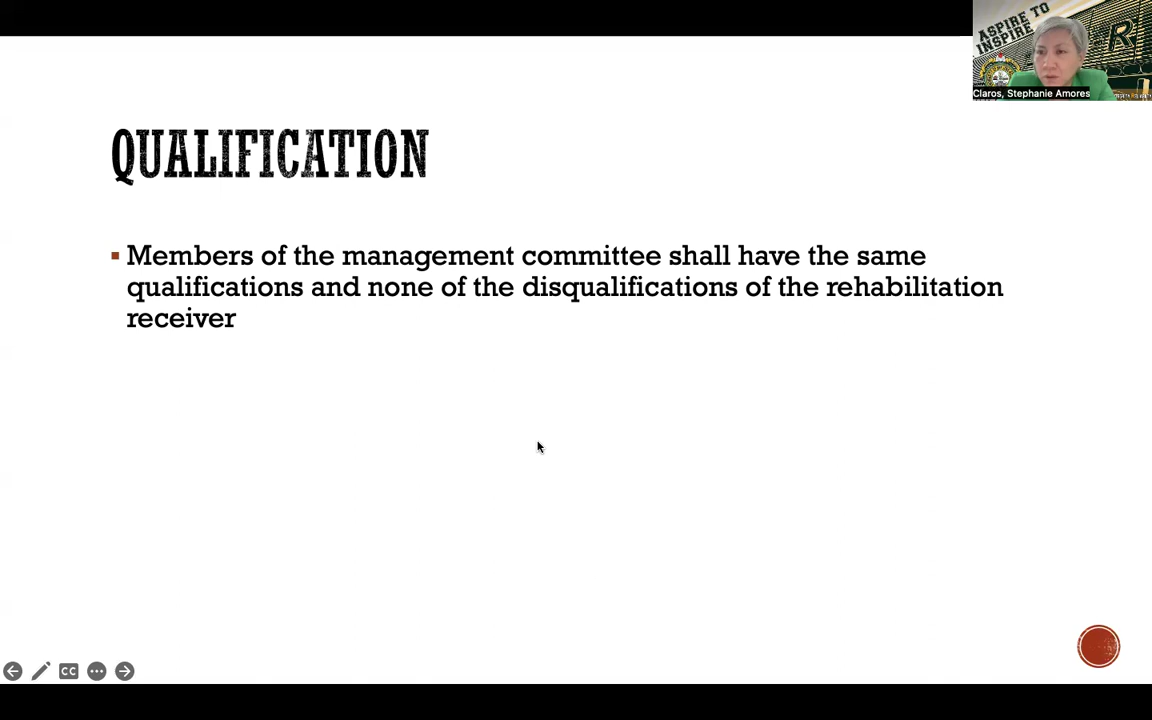 ASPIRE TO
INSPIRE
R
Claros, Stephanie Amores
QUALIFICATION
Members of the management committee shall have the same
qualifications and none of the disqualifications of the rehabilitation
receiver
CC